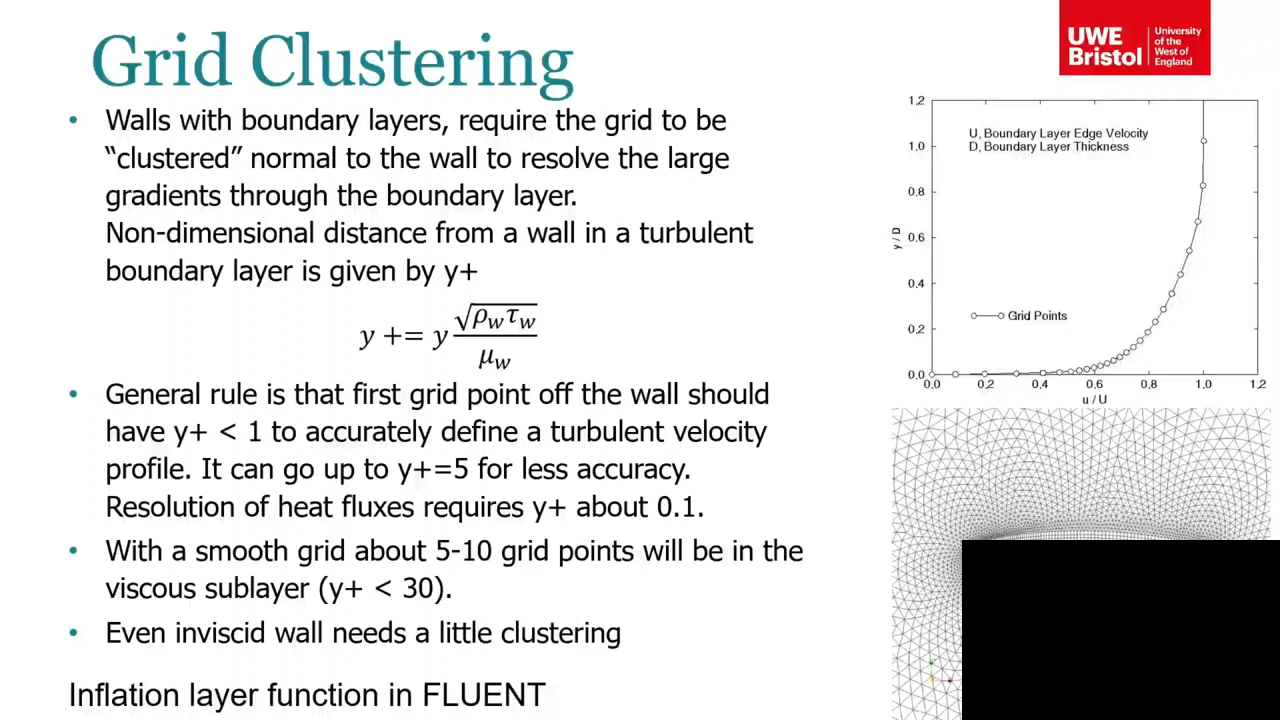 Grid Clustering
UWE Bristol
University of the West of England
• Walls with boundary layers, require the grid to be
“clustered” normal to the wall to resolve the large
gradients through the boundary layer.
Non-dimensional distance from a wall in a turbulent
boundary layer is given by y+
y += y √(ρ_w τ_w) / μ_w
• General rule is that first grid point off the wall should
have y+ < 1 to accurately define a turbulent velocity
profile. It can go up to y+=5 for less accuracy.
Resolution of heat fluxes requires y+ about 0.1.
• With a smooth grid about 5-10 grid points will be in the
viscous sublayer (y+ < 30).
• Even inviscid wall needs a little clustering
Inflation layer function in FLUENT
U, Boundary Layer Edge Velocity
D, Boundary Layer Thickness
Grid Points
y / D
1.2
1.0
0.8
0.6
0.4
0.2
0.0
0.0 0.2 0.4 0.6 0.8 1.0 1.2
u / U